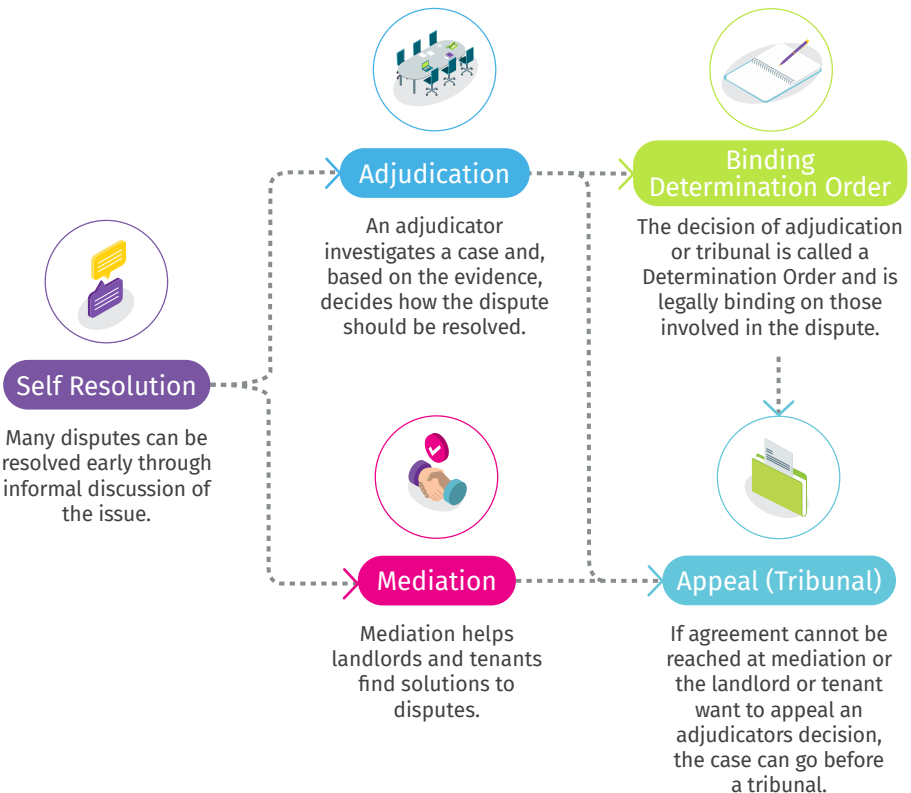 Self Resolution
Many disputes can be
resolved early through
informal discussion of
the issue.
Adjudication
An adjudicator
investigates a case and,
based on the evidence,
decides how the dispute
should be resolved.
Mediation
Mediation helps
landlords and tenants
find solutions to
disputes.
Binding
Determination Order
The decision of adjudication
or tribunal is called a
Determination Order and is
legally binding on those
involved in the dispute.
Appeal (Tribunal)
If agreement cannot be
reached at mediation or
the landlord or tenant
want to appeal an
adjudicators decision,
the case can go before
a tribunal.